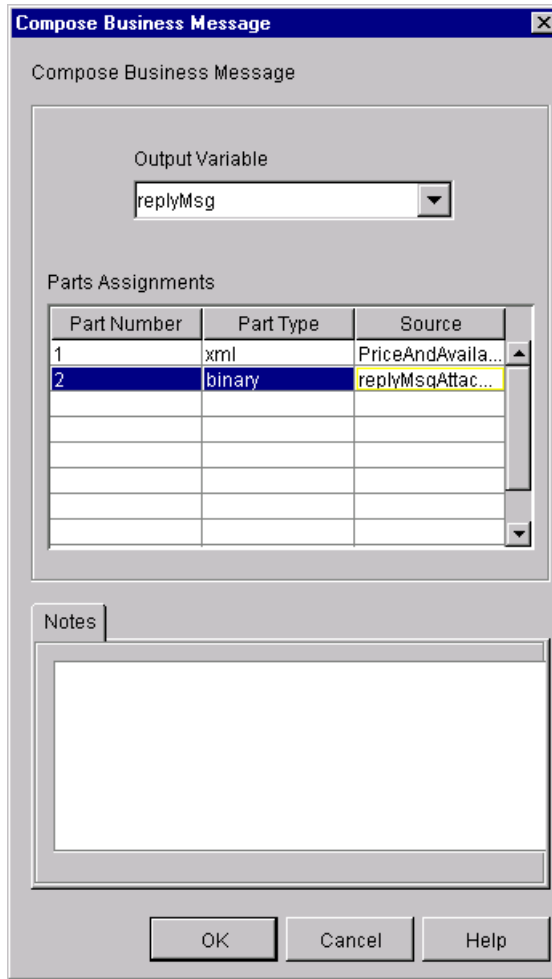 Compose Business Message
Compose Business Message
Output Variable
replyMsg
Parts Assignments
Part Number Part Type Source
1 xml PriceAndAvaila...
2 binary replyMsgAttac...
Notes
OK Cancel Help